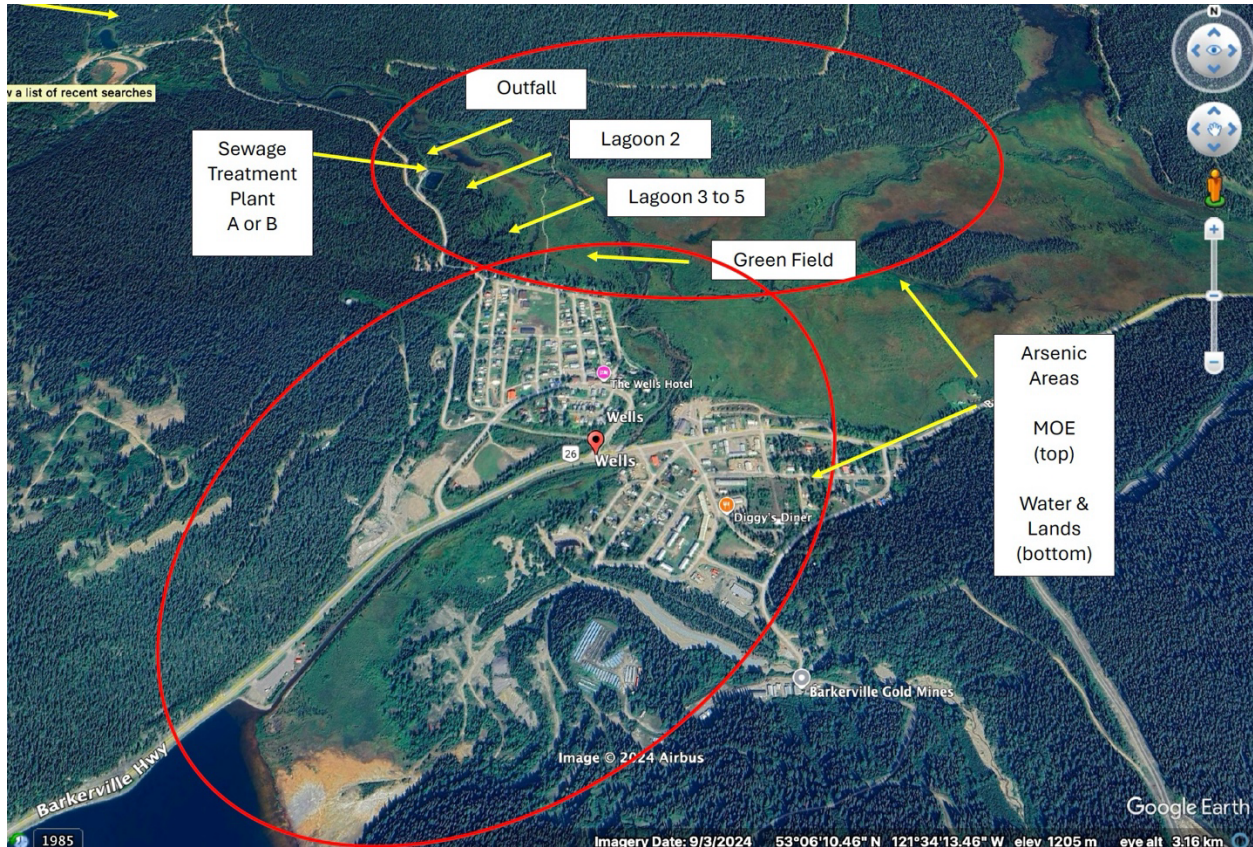 N
w a list of recent searches
Outfall
Lagoon 2
Sewage
Treatment
Plant
A or B
Lagoon 3 to 5
Green Field
Arsenic
Areas
MOE
(top)
Water &
Lands
(bottom)
The Wells Hotel
Wells
26
Wells
Diggy's Diner
Barkerville Gold Mines
Barkerville Hwy
Image © 2024 Airbus
Google Earth
1985
Imagery Date: 9/3/2024 53°06'10.46" N 121°34'13.46" W elev 1205 m eye alt 3.16 km